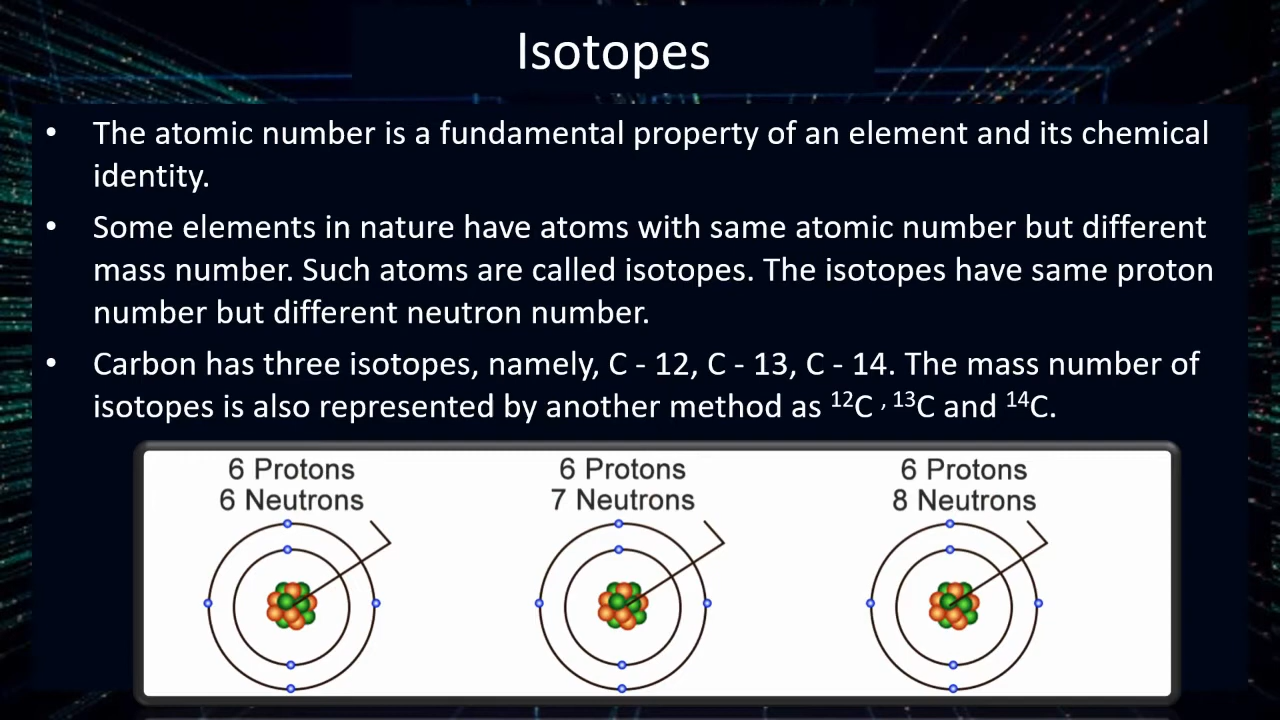 Isotopes
• The atomic number is a fundamental property of an element and its chemical
identity.
• Some elements in nature have atoms with same atomic number but different
mass number. Such atoms are called isotopes. The isotopes have same proton
number but different neutron number.
• Carbon has three isotopes, namely, C - 12, C - 13, C - 14. The mass number of
isotopes is also represented by another method as ¹²C , ¹³C and ¹⁴C.
6 Protons
6 Neutrons
6 Protons
7 Neutrons
6 Protons
8 Neutrons